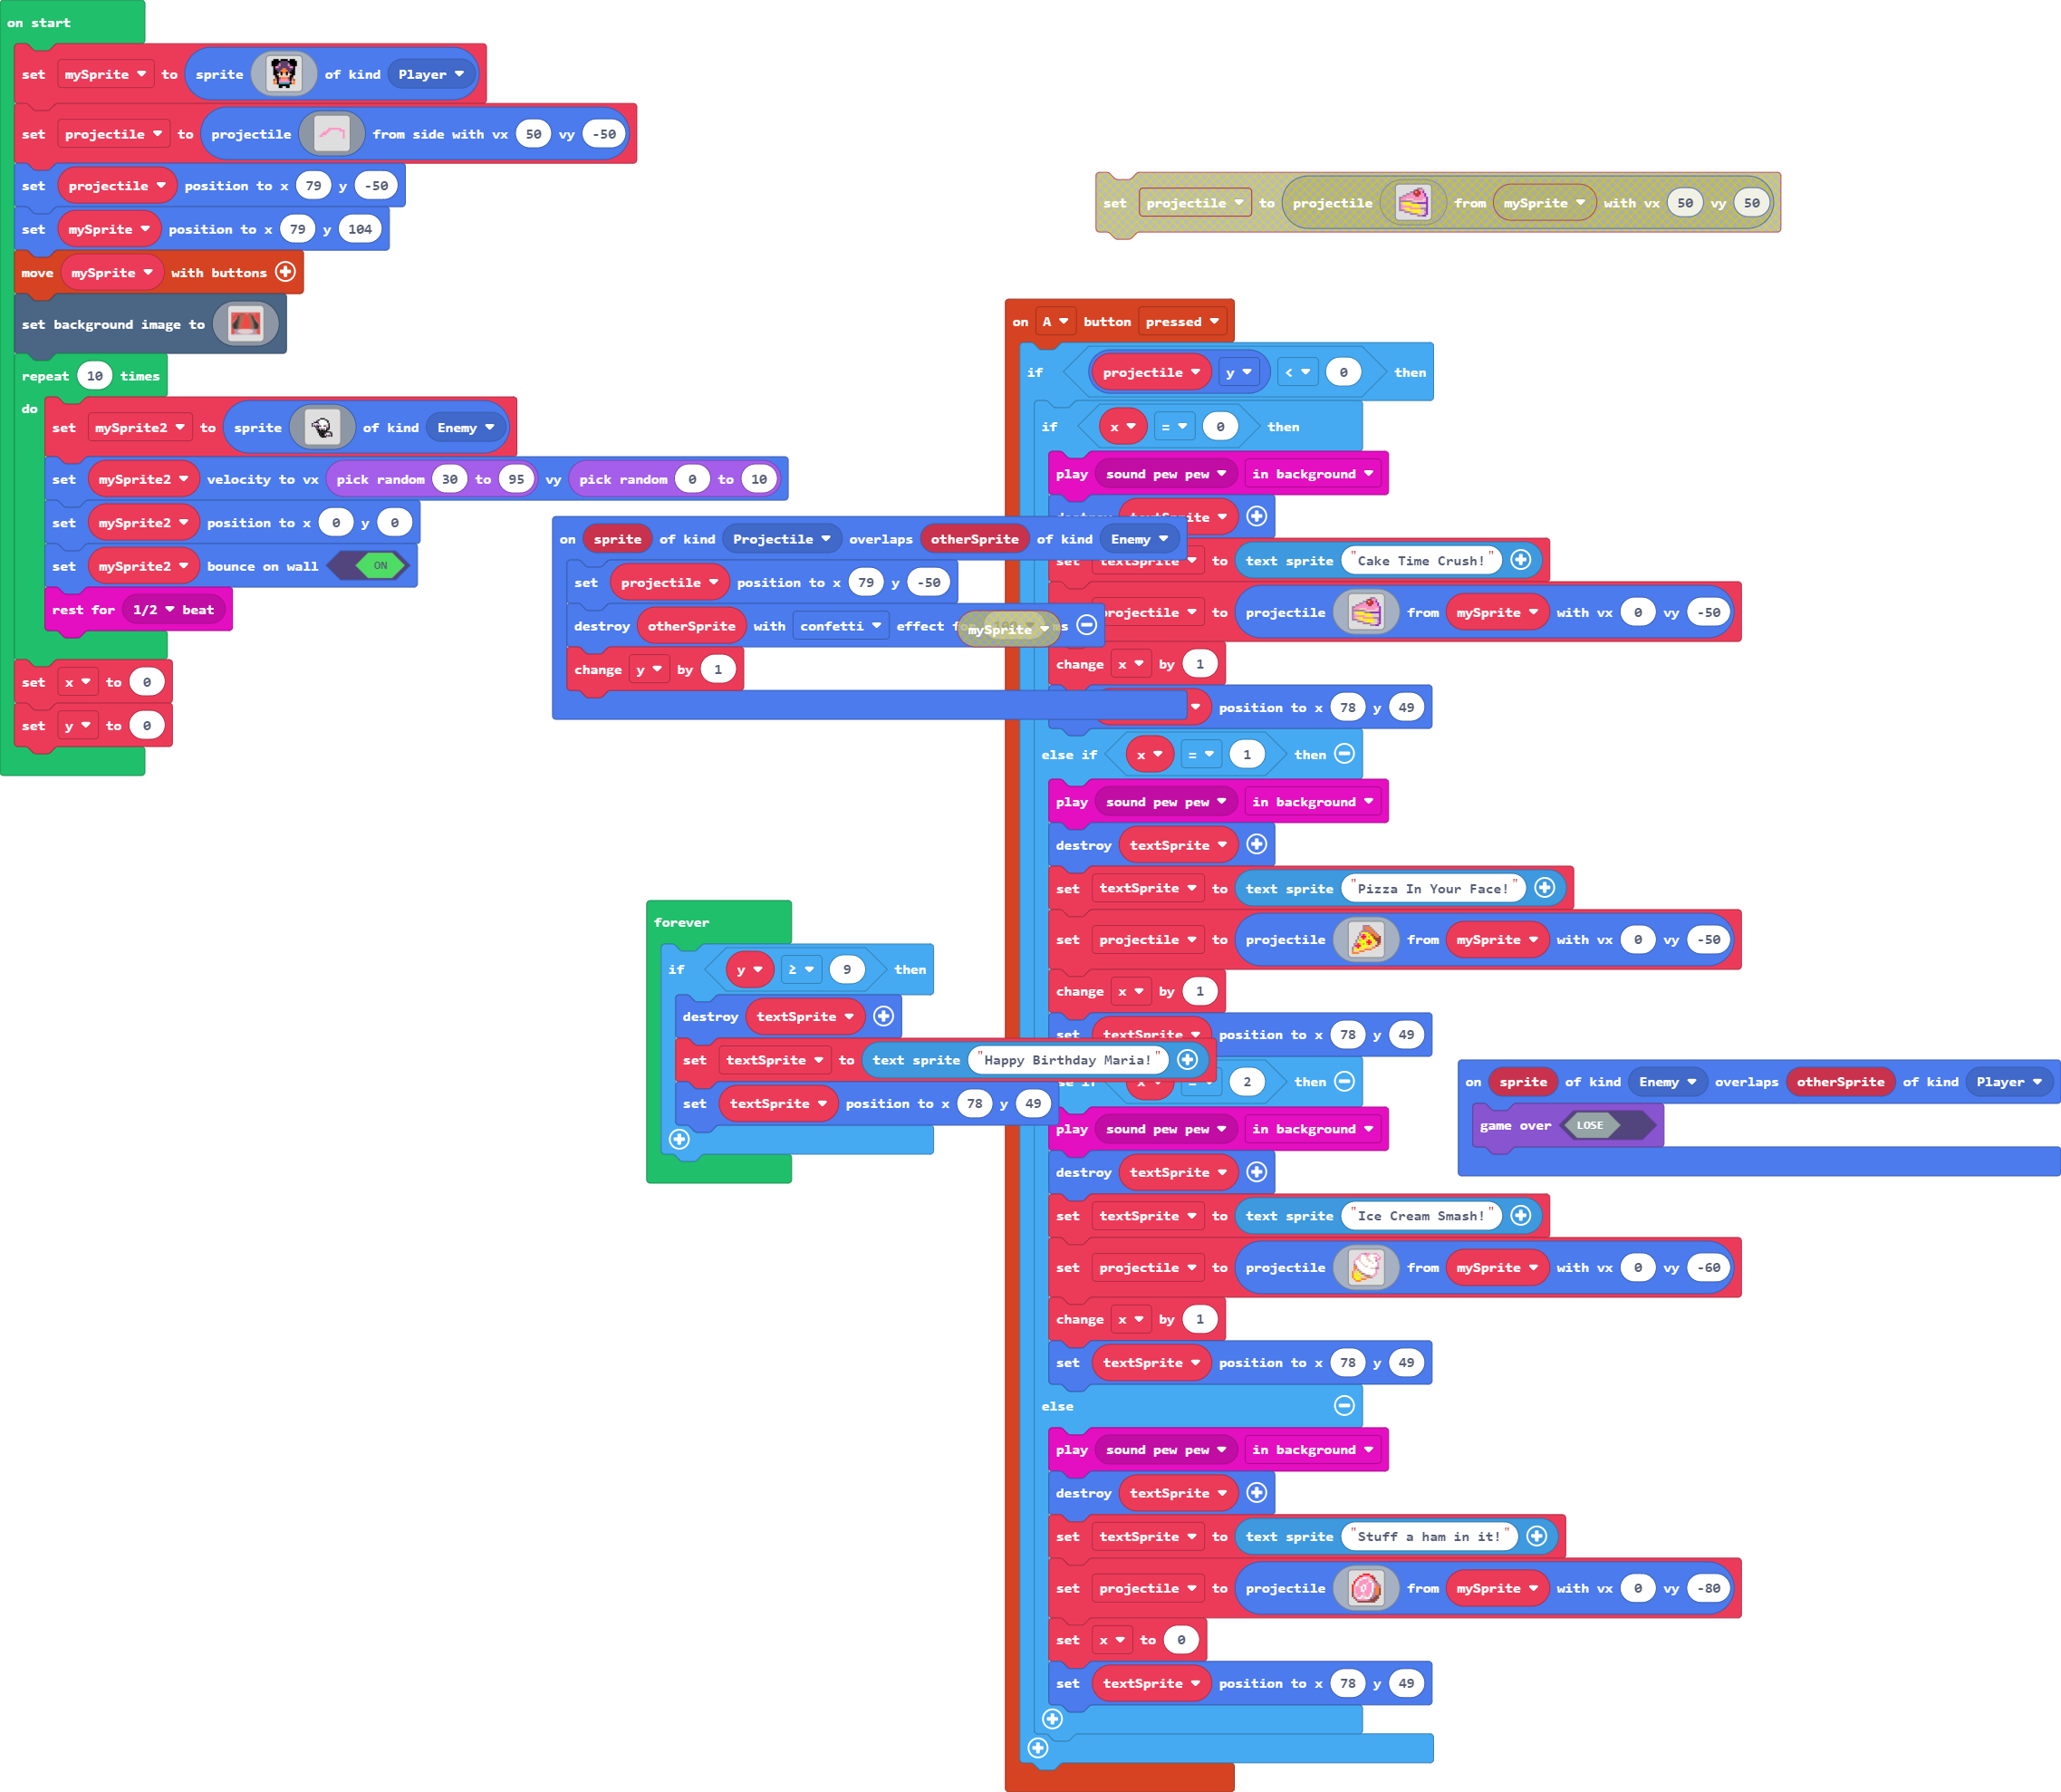 on start
set mySprite to sprite of kind Player
set projectile to projectile from side with vx 50 vy -50
set projectile position to x 79 y -50
set mySprite position to x 79 y 104
move mySprite with buttons
set background image to
repeat 10 times
do
set mySprite2 to sprite of kind Enemy
set mySprite2 velocity to vx pick random 30 to 95 vy pick random 0 to 10
set mySprite2 position to x 0 y 0
set mySprite2 bounce on wall ON
rest for 1/2 beat
set x to 0
set y to 0
on sprite of kind Projectile overlaps otherSprite of kind Enemy
set projectile position to x 79 y -50
destroy otherSprite with confetti effect ms
mySprite
change y by 1
forever
if y ≥ 9 then
destroy textSprite
set textSprite to text sprite "Happy Birthday Maria!"
set textSprite position to x 78 y 49
set projectile to projectile from mySprite with vx 50 vy 50
on A button pressed
if projectile y < 0 then
if x = 0 then
play sound pew pew in background
destroy textSprite
set textSprite to text sprite "Cake Time Crush!"
projectile to projectile from mySprite with vx 0 vy -50
change x by 1
position to x 78 y 49
else if x = 1 then
play sound pew pew in background
destroy textSprite
set textSprite to text sprite "Pizza In Your Face!"
set projectile to projectile from mySprite with vx 0 vy -50
change x by 1
set textSprite position to x 78 y 49
if x = 2 then
play sound pew pew in background
destroy textSprite
set textSprite to text sprite "Ice Cream Smash!"
set projectile to projectile from mySprite with vx 0 vy -60
change x by 1
set textSprite position to x 78 y 49
else
play sound pew pew in background
destroy textSprite
set textSprite to text sprite "Stuff a ham in it!"
set projectile to projectile from mySprite with vx 0 vy -80
set x to 0
set textSprite position to x 78 y 49
on sprite of kind Enemy overlaps otherSprite of kind Player
game over LOSE